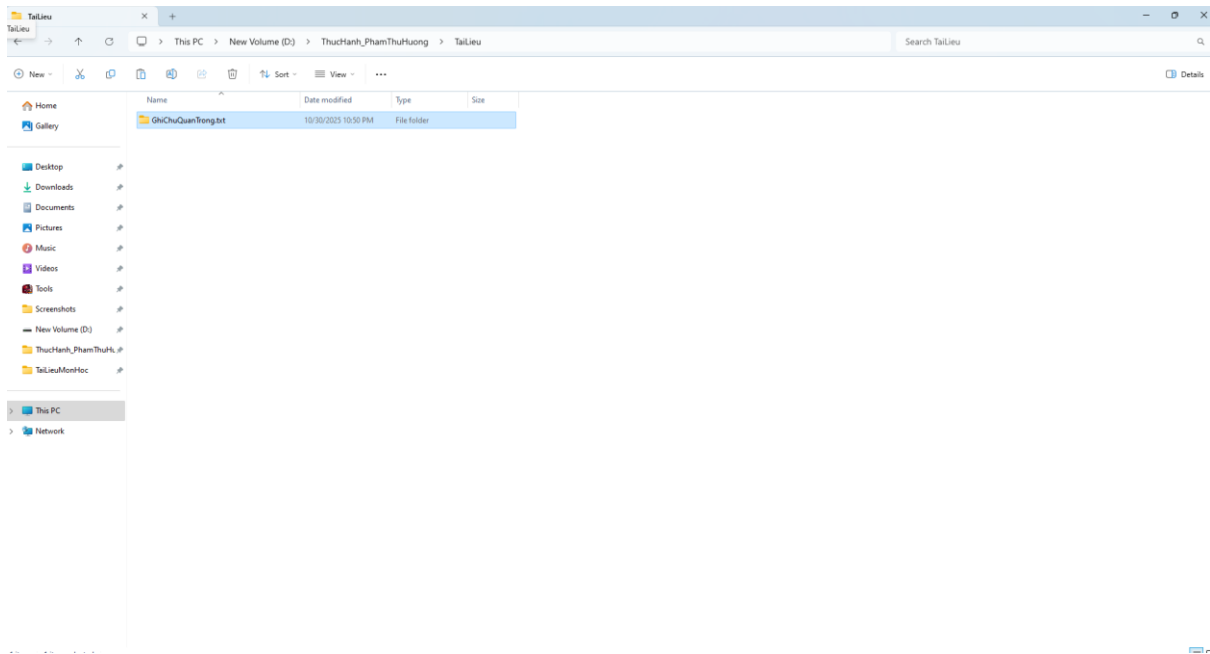 TaiLieu
TaiLieu
This PC > New Volume (D:) > ThucHanh_PhamThuHuong > TaiLieu
Search TaiLieu
New
Sort
View
Details
Name Date modified Type Size
GhiChuQuanTrong.txt 10/30/2025 10:50 PM File folder
Home
Gallery
Desktop
Downloads
Documents
Pictures
Music
Videos
Tools
Screenshots
New Volume (D:)
ThucHanh_PhamThuHu
TaiLieuMonHoc
This PC
Network